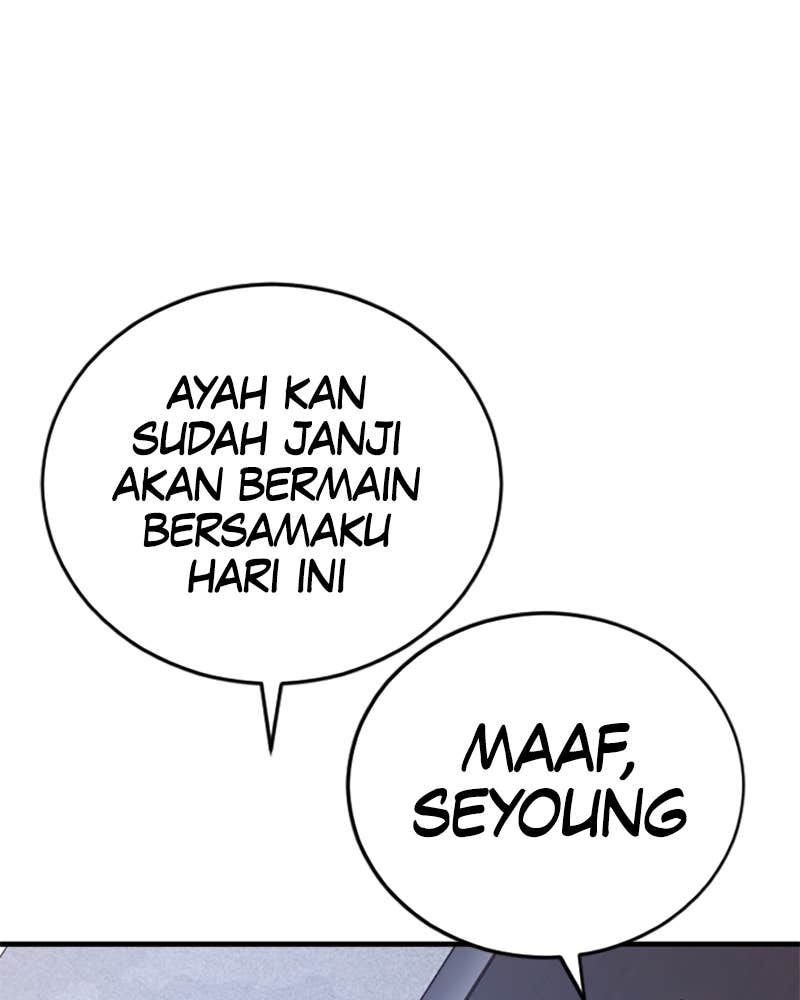 AYAH KAN
SUDAH JANJI
AKAN BERMAIN
BERSAMAKU
HARI INI
MAAF,
SEYOUNG